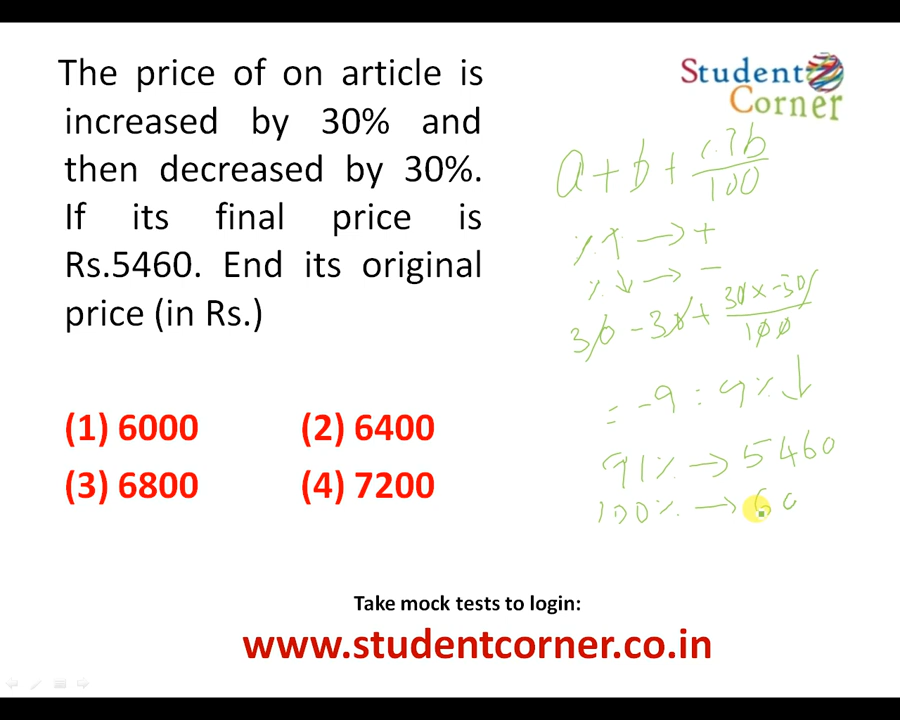 The price of on article is
increased by 30% and
then decreased by 30%.
If its final price is
Rs.5460. End its original
price (in Rs.)
(1) 6000 (2) 6400
(3) 6800 (4) 7200
Student
Corner
a + b +
100
% ↑ → +
% ↓ → −
30 − 30 + 30 × −30
100
= −9 = 9% ↓
91% → 5460
100% → 60
Take mock tests to login:
www.studentcorner.co.in